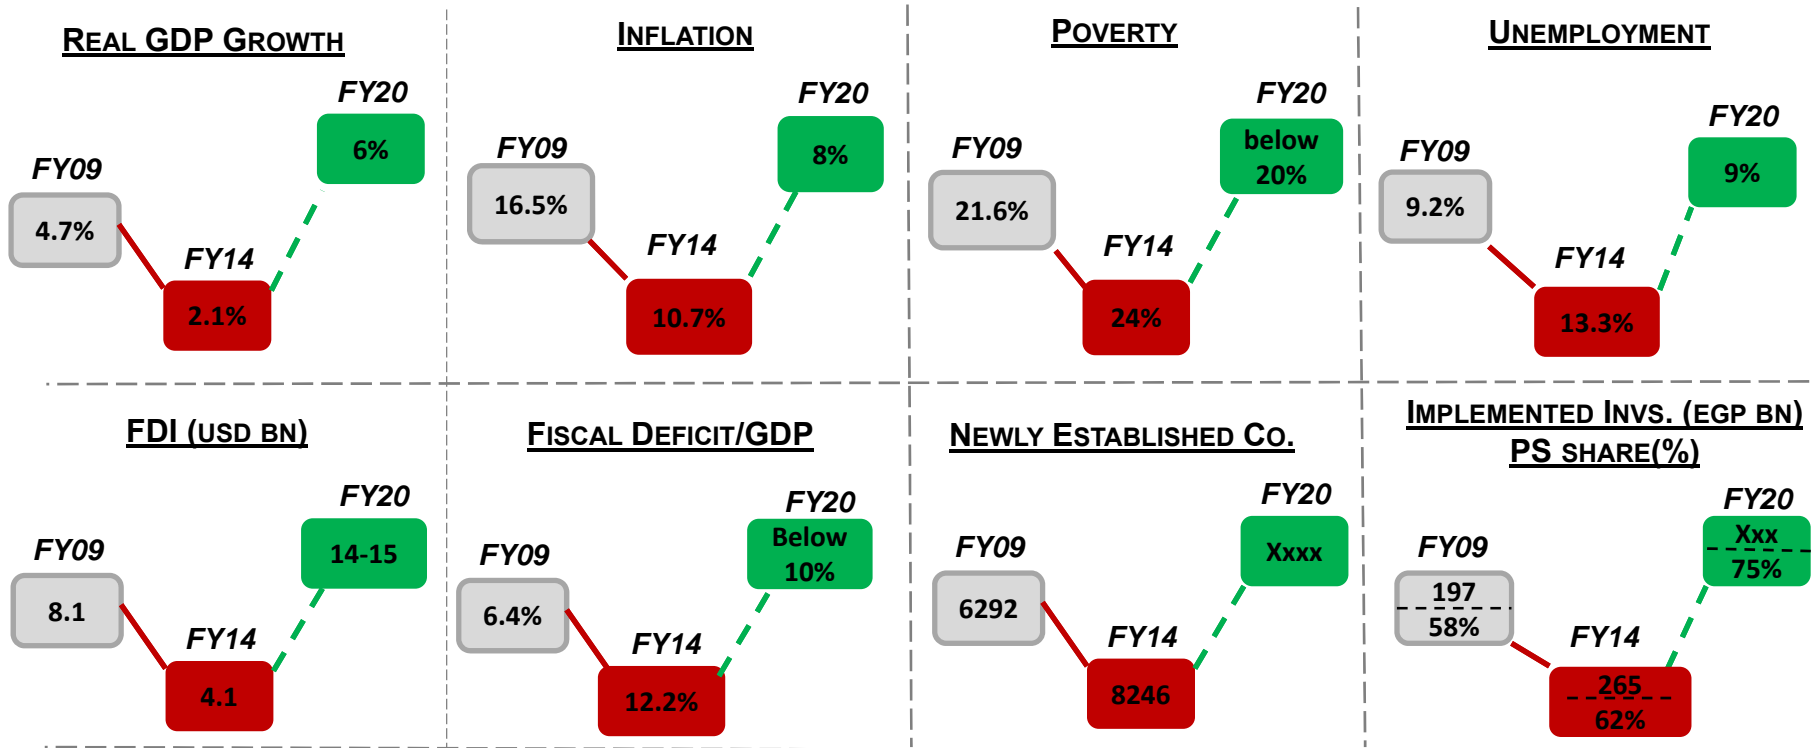 REAL GDP GROWTH
FY09
4.7%
FY14
2.1%
FY20
6%
INFLATION
FY09
16.5%
FY14
10.7%
FY20
8%
POVERTY
FY09
21.6%
FY14
24%
FY20
below
20%
UNEMPLOYMENT
FY09
9.2%
FY14
13.3%
FY20
9%
FDI (USD BN)
FY09
8.1
FY14
4.1
FY20
14-15
FISCAL DEFICIT/GDP
FY09
6.4%
FY14
12.2%
FY20
Below
10%
NEWLY ESTABLISHED CO.
FY09
6292
FY14
8246
FY20
Xxxx
IMPLEMENTED INVS. (EGP BN)
PS SHARE(%)
FY09
197
58%
FY14
265
62%
FY20
Xxx
75%